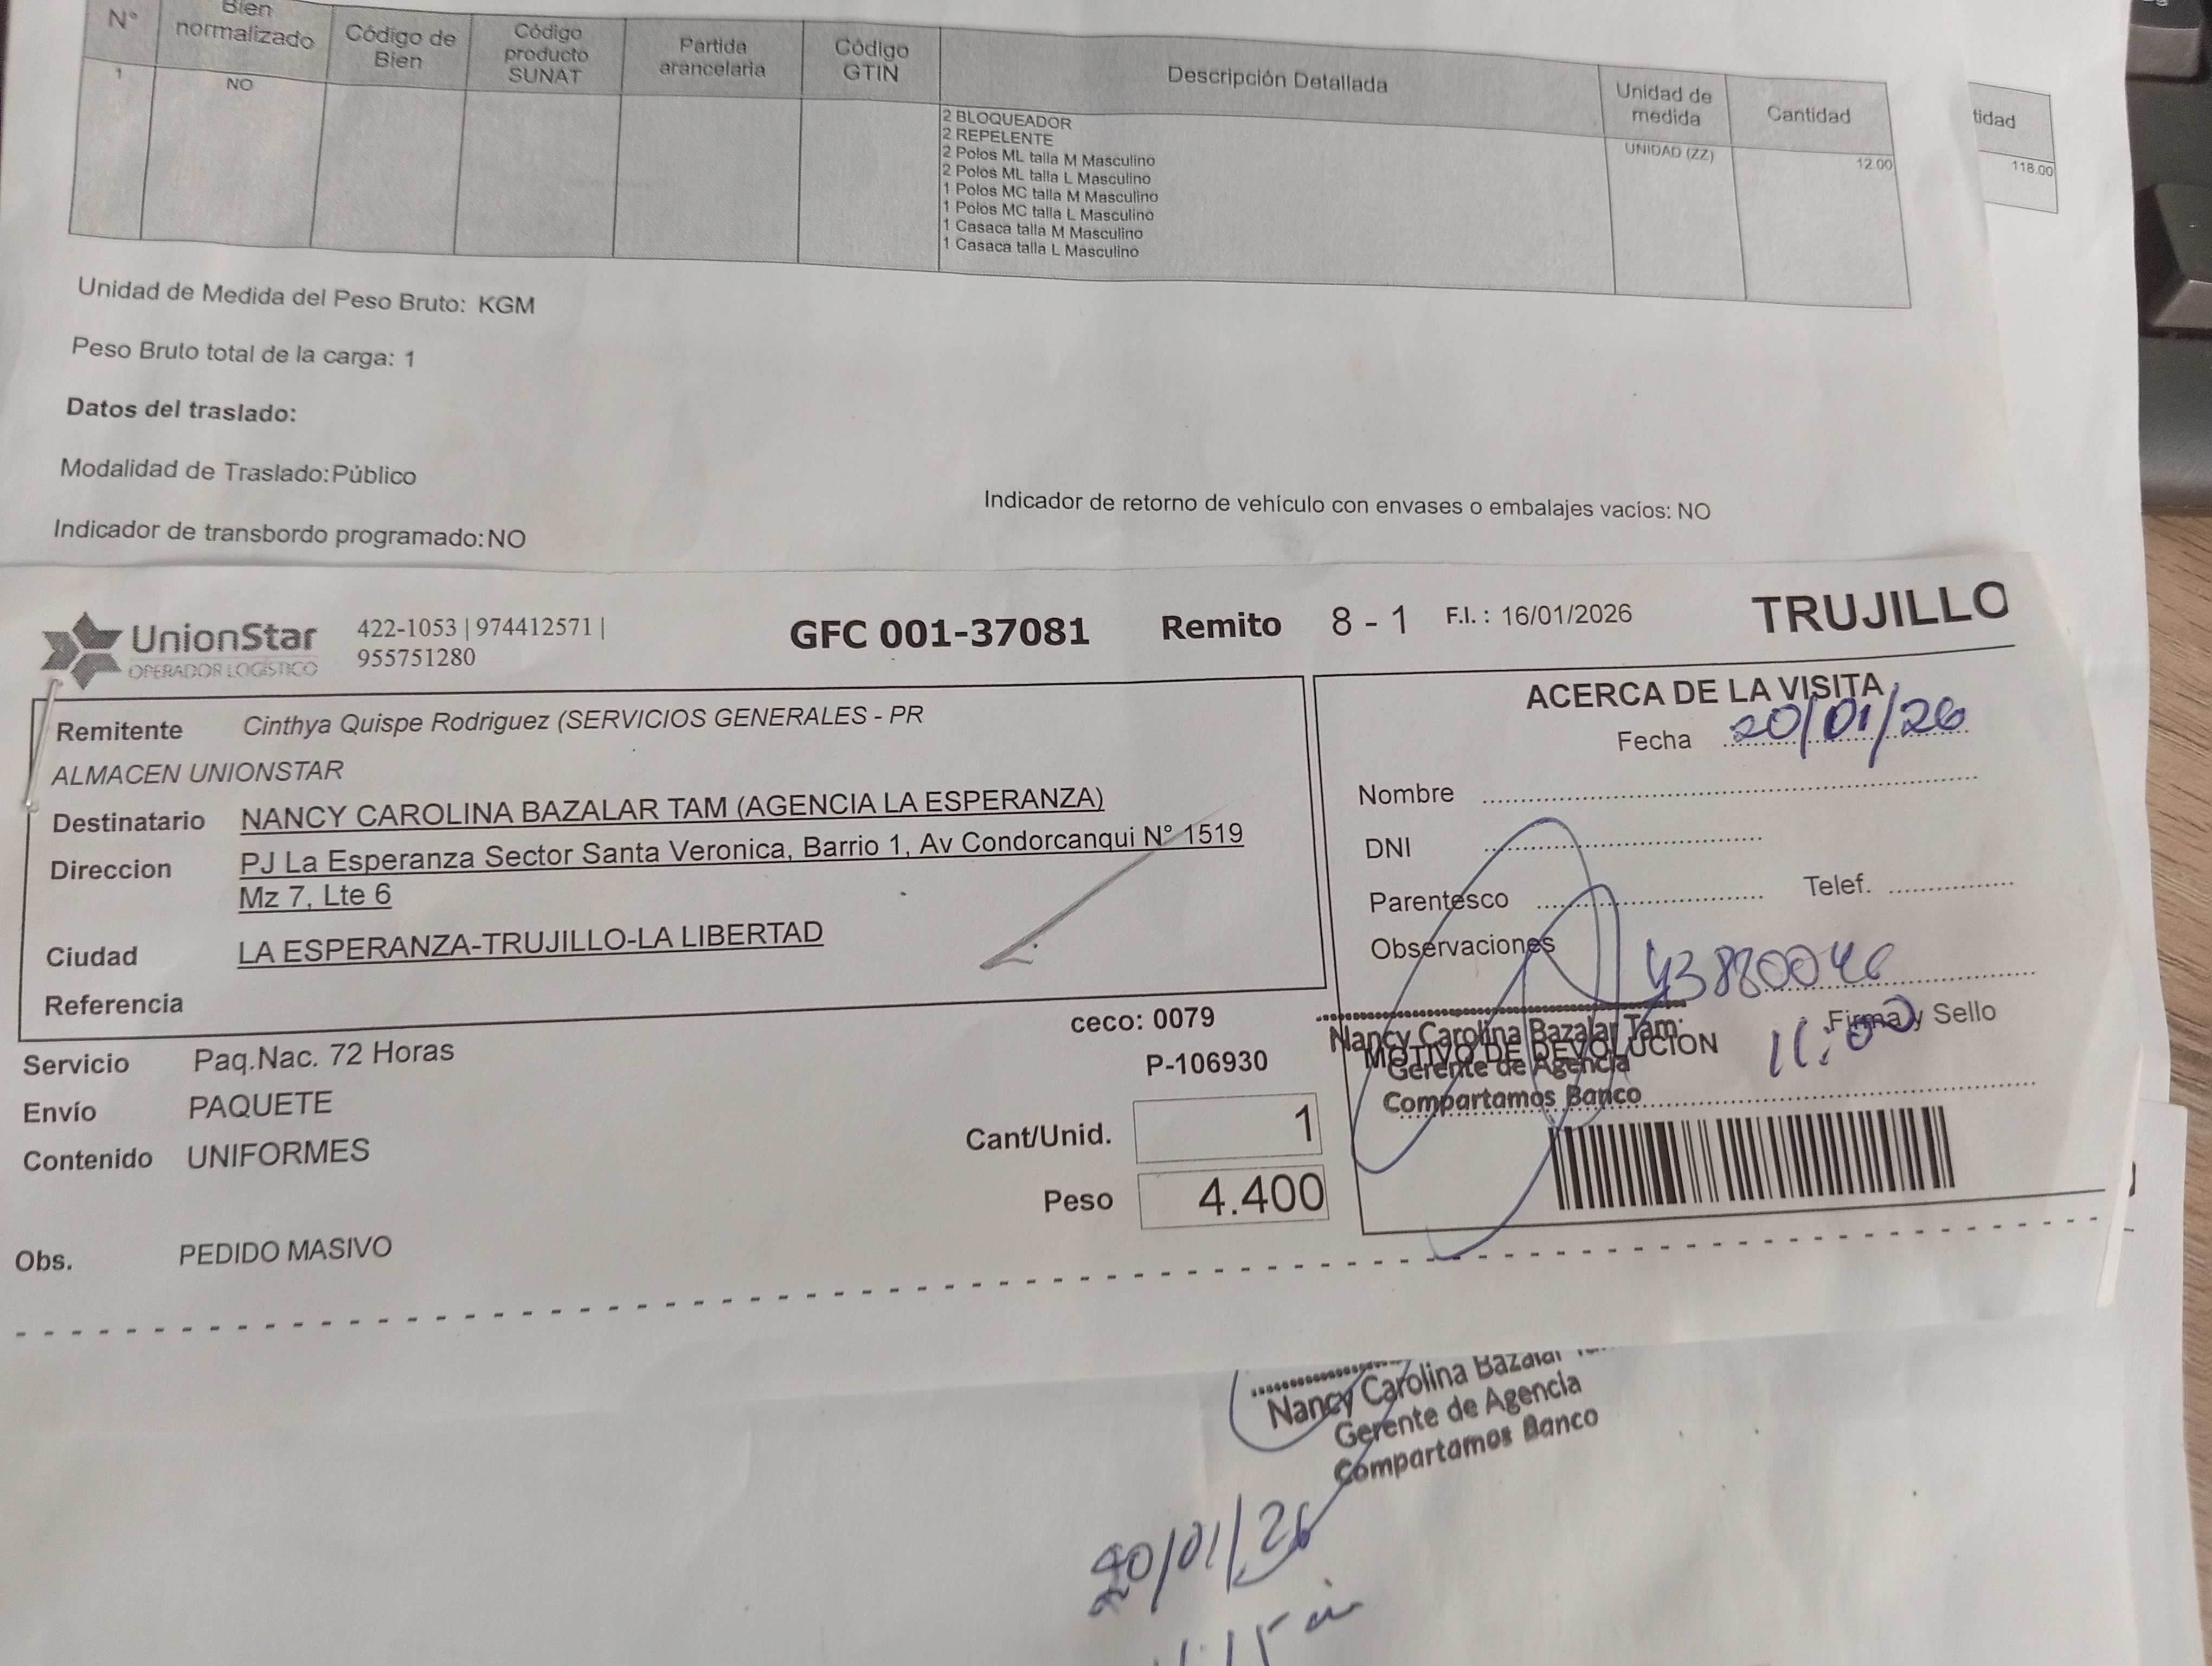 N°
Bien normalizado
Código de Bien
Código producto SUNAT
Partida arancelaria
Código GTIN
Descripción Detallada
Unidad de medida
Cantidad
tidad
1
NO
2 BLOQUEADOR
2 REPELENTE
2 Polos ML talla M Masculino
2 Polos ML talla L Masculino
1 Polos MC talla M Masculino
1 Polos MC talla L Masculino
1 Casaca talla M Masculino
1 Casaca talla L Masculino
UNIDAD (ZZ)
12.00
118.00
Unidad de Medida del Peso Bruto: KGM
Peso Bruto total de la carga: 1
Datos del traslado:
Modalidad de Traslado:Público
Indicador de retorno de vehículo con envases o embalajes vacíos: NO
Indicador de transbordo programado:NO
UnionStar
OPERADOR LOGÍSTICO
422-1053 | 974412571 |
955751280
GFC 001-37081
Remito 8 - 1
F.I. : 16/01/2026
TRUJILLO
Remitente Cinthya Quispe Rodriguez (SERVICIOS GENERALES - PR
ALMACEN UNIONSTAR
Destinatario NANCY CAROLINA BAZALAR TAM (AGENCIA LA ESPERANZA)
Direccion PJ La Esperanza Sector Santa Veronica, Barrio 1, Av Condorcanqui N° 1519
Mz 7, Lte 6
Ciudad LA ESPERANZA-TRUJILLO-LA LIBERTAD
Referencia
ACERCA DE LA VISITA
Fecha 20/01/26
Nombre
DNI
Parentesco Telef.
Observaciones
43880046
Firma y Sello
11:00
Nancy Carolina Bazalar Tam
MOTIVO DE DEVOLUCION
Gerente de Agencia
Compartamos Banco
ceco: 0079
P-106930
Servicio Paq.Nac. 72 Horas
Envío PAQUETE
Contenido UNIFORMES
Cant/Unid. 1
Peso 4.400
Obs. PEDIDO MASIVO
Nancy Carolina Bazalar
Gerente de Agencia
Compartamos Banco
20/01/26